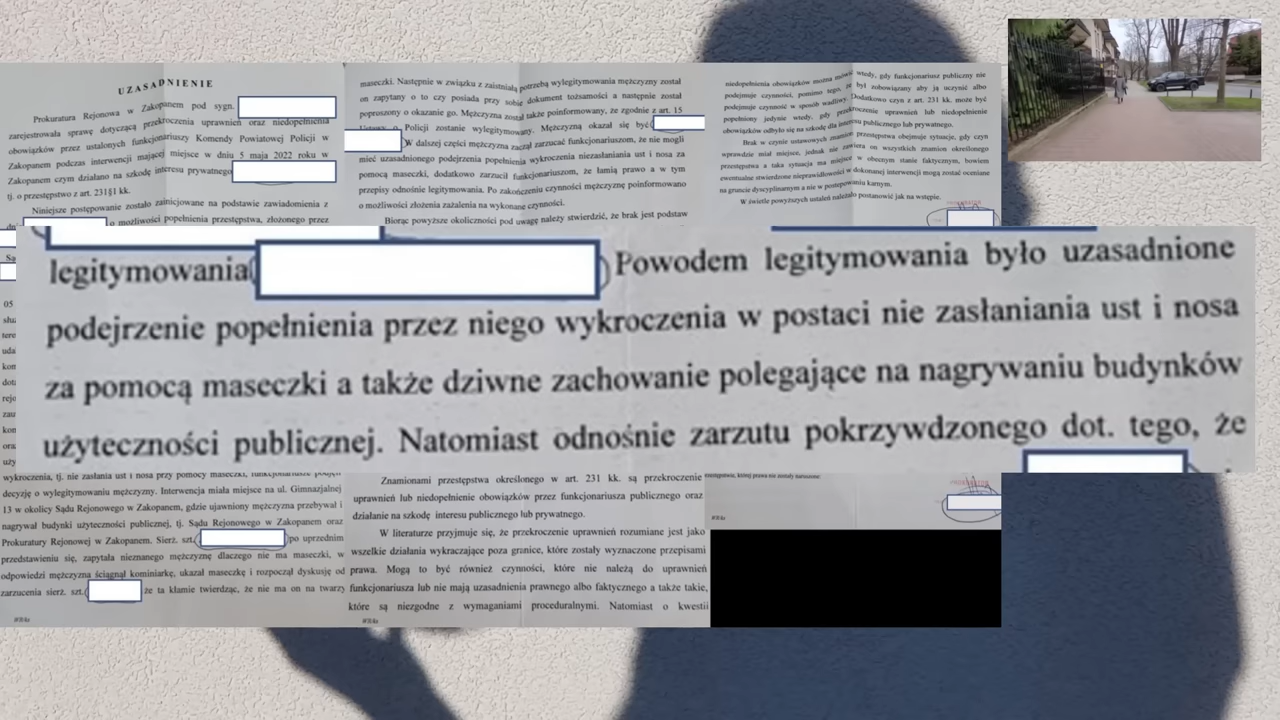 UZASADNIENIE
Prokuratura Rejonowa w Zakopanem pod sygn.
zarejestrowała sprawę dotyczącą przekroczenia uprawnień oraz niedopełnienia
obowiązków przez ustalonych funkcjonariuszy Komendy Powiatowej Policji w
Zakopanem podczas interwencji mającej miejsce w dniu 5 maja 2022 roku w
Zakopanem czym działano na szkodę interesu prywatnego
tj. o przestępstwo z art. 231§1 kk.
Niniejsze postępowanie zostało zainicjowane na podstawie zawiadomienia z
o możliwości popełnienia przestępstwa, złożonego przez
maseczki. Następnie w związku z zaistniałą potrzebą wylegitymowania mężczyzny został
on zapytany o to czy posiada przy sobie dokument tożsamości a następnie został
poproszony o okazanie go. Mężczyzna został także poinformowany, że zgodnie z art. 15
Ustawy o Policji zostanie wylegitymowany. Mężczyzną okazał się być
W dalszej części mężczyzna zaczął zarzucać funkcjonariuszom, że nie mogli
mieć uzasadnionego podejrzenia popełnienia wykroczenia niezasłaniania ust i nosa za
pomocą maseczki, dodatkowo zarzucił funkcjonariuszom, że łamią prawo a w tym
przepisy odnośnie legitymowania. Po zakończeniu czynności mężczyznę poinformowano
o możliwości złożenia zażalenia na wykonane czynności.
Biorąc powyższe okoliczności pod uwagę należy stwierdzić, że brak jest podstaw
niedopełnienia obowiązków można mówić wtedy, gdy funkcjonariusz publiczny nie
podejmuje czynności, pomimo tego, że był zobowiązany aby ją uczynić albo
podejmuje czynność w sposób wadliwy. Dodatkowo czyn z art. 231 kk. może być
popełniony jedynie wtedy, gdy przekroczenie uprawnień lub niedopełnienie
obowiązków odbyło się na szkodę dla interesu publicznego lub prywatnego.
Brak w czynie ustawowych znamion przestępstwa obejmuje sytuacje, gdy czyn
wprawdzie miał miejsce, jednak nie zawiera on wszystkich znamion określonego
przestępstwa a taka sytuacja ma miejsce w obecnym stanie faktycznym, bowiem
ewentualne stwierdzone nieprawidłowości w dokonanej interwencji mogą zostać ocenione
na gruncie dyscyplinarnym a nie w postępowaniu karnym.
W świetle powyższych ustaleń należało postanowić jak na wstępie.
legitymowania
Powodem legitymowania było uzasadnione
podejrzenie popełnienia przez niego wykroczenia w postaci nie zasłaniania ust i nosa
za pomocą maseczki a także dziwne zachowanie polegające na nagrywaniu budynków
użyteczności publicznej. Natomiast odnośnie zarzutu pokrzywdzonego dot. tego, że
wykroczenia, tj. nie zasłania ust i nosa przy pomocy maseczki, funkcjonariusze podjęli
decyzję o wylegitymowaniu mężczyzny. Interwencja miała miejsce na ul. Gimnazjalnej
13 w okolicy Sądu Rejonowego w Zakopanem, gdzie ujawniony mężczyzna przebywał i
nagrywał budynki użyteczności publicznej, tj. Sądu Rejonowego w Zakopanem oraz
Prokuratury Rejonowej w Zakopanem. Sierż. szt. po uprzednim
przedstawieniu się, zapytała nieznanego mężczyznę dlaczego nie ma maseczki, w
odpowiedzi mężczyzna ściągnął kominiarkę, ukazał maseczkę i rozpoczął dyskusję od
zarzucenia sierż. szt. że ta kłamie twierdząc, że nie ma on na twarzy
Znamionami przestępstwa określonego w art. 231 kk. są przekroczenie
uprawnień lub niedopełnienie obowiązków przez funkcjonariusza publicznego oraz
działanie na szkodę interesu publicznego lub prywatnego.
W literaturze przyjmuje się, że przekroczenie uprawnień rozumiane jest jako
wszelkie działania wykraczające poza granice, które zostały wyznaczone przepisami
prawa. Mogą to być również czynności, które nie należą do uprawnień
funkcjonariusza lub nie mają uzasadnienia prawnego albo faktycznego a także takie,
które są niezgodne z wymaganiami proceduralnymi. Natomiast o kwestii